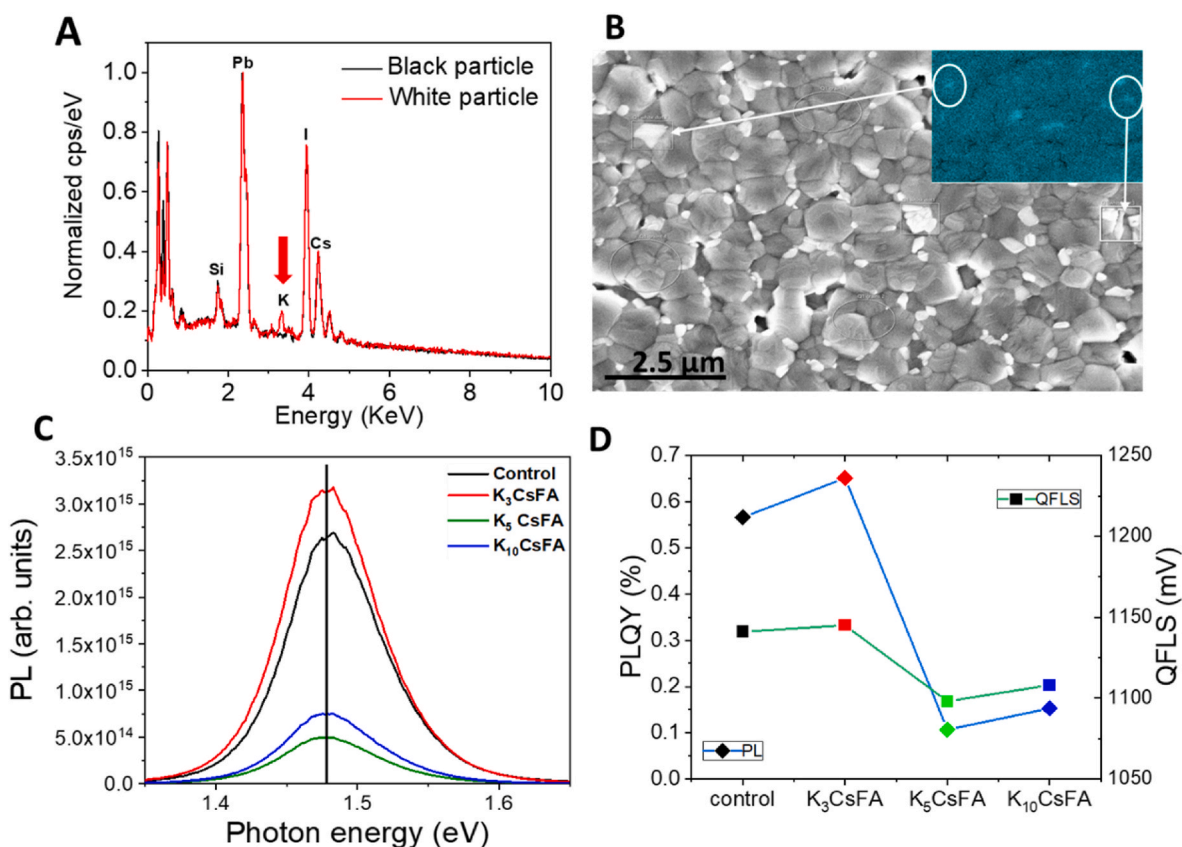 A
Normalized cps/eV
1.0
0.8
0.6
0.4
0.2
0.0
Pb
I
Cs
Si
K
Black particle
White particle
0 2 4 6 8 10
Energy (KeV)
B
2.5 µm
C
PL (arb. units)
3.5x10¹⁵
3.0x10¹⁵
2.5x10¹⁵
2.0x10¹⁵
1.5x10¹⁵
1.0x10¹⁵
5.0x10¹⁴
0.0
Control
K₃CsFA
K₅ CsFA
K₁₀CsFA
1.4 1.5 1.6
Photon energy (eV)
D
PLQY (%)
0.7
0.6
0.5
0.4
0.3
0.2
0.1
0.0
QFLS
PL
1250
1200
1150
1100
1050
QFLS (mV)
control K₃CsFA K₅CsFA K₁₀CsFA